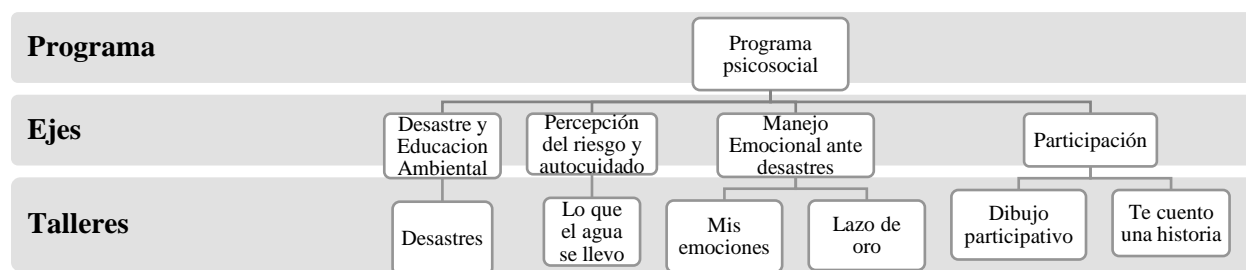 Programa
Programa
psicosocial
Ejes
Desastre y
Educacion
Ambiental
Percepción
del riesgo y
autocuidado
Manejo
Emocional ante
desastres
Participación
Talleres
Desastres
Lo que
el agua
se llevo
Mis
emociones
Lazo de
oro
Dibujo
participativo
Te cuento
una historia